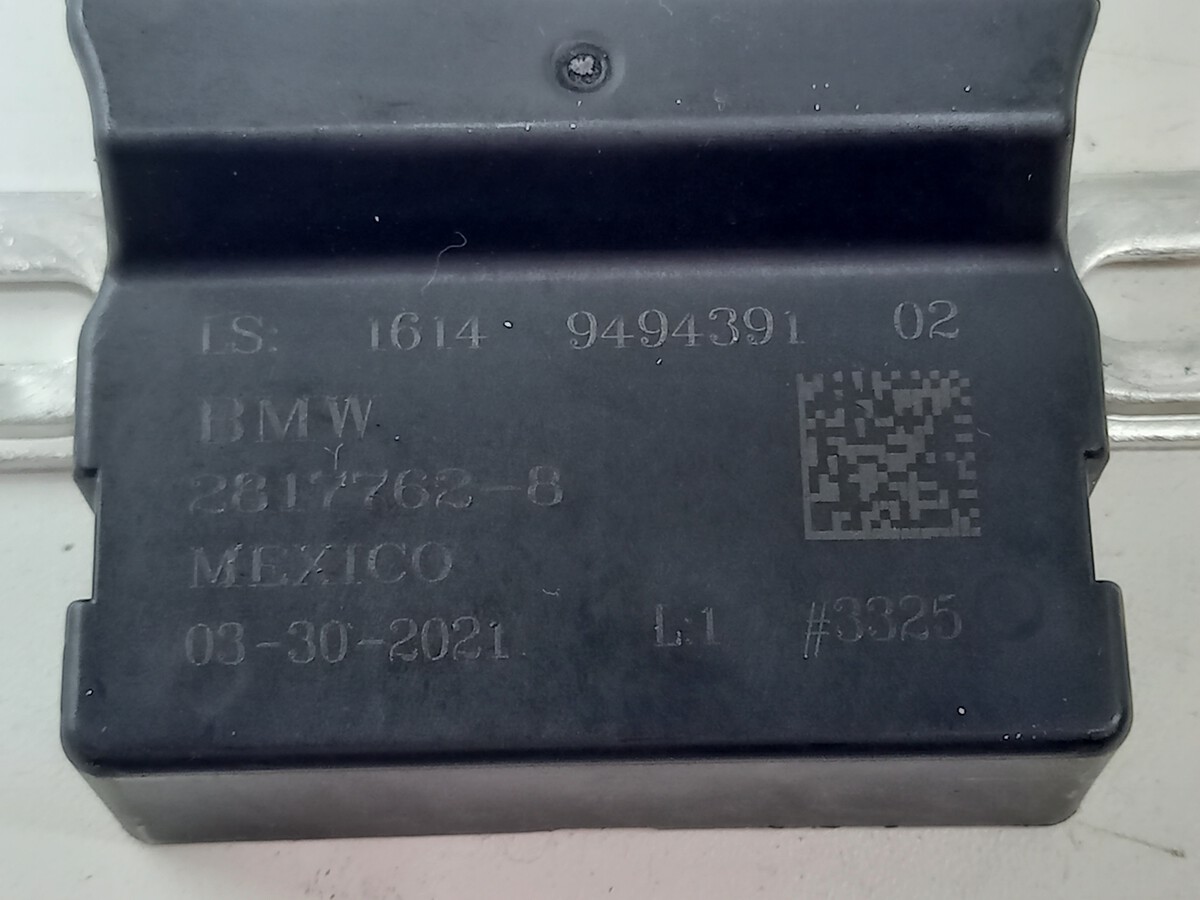 LS: 1614 9494391 02
BMW
2817762-8
MEXICO
03-30-2021 L:1 #3325